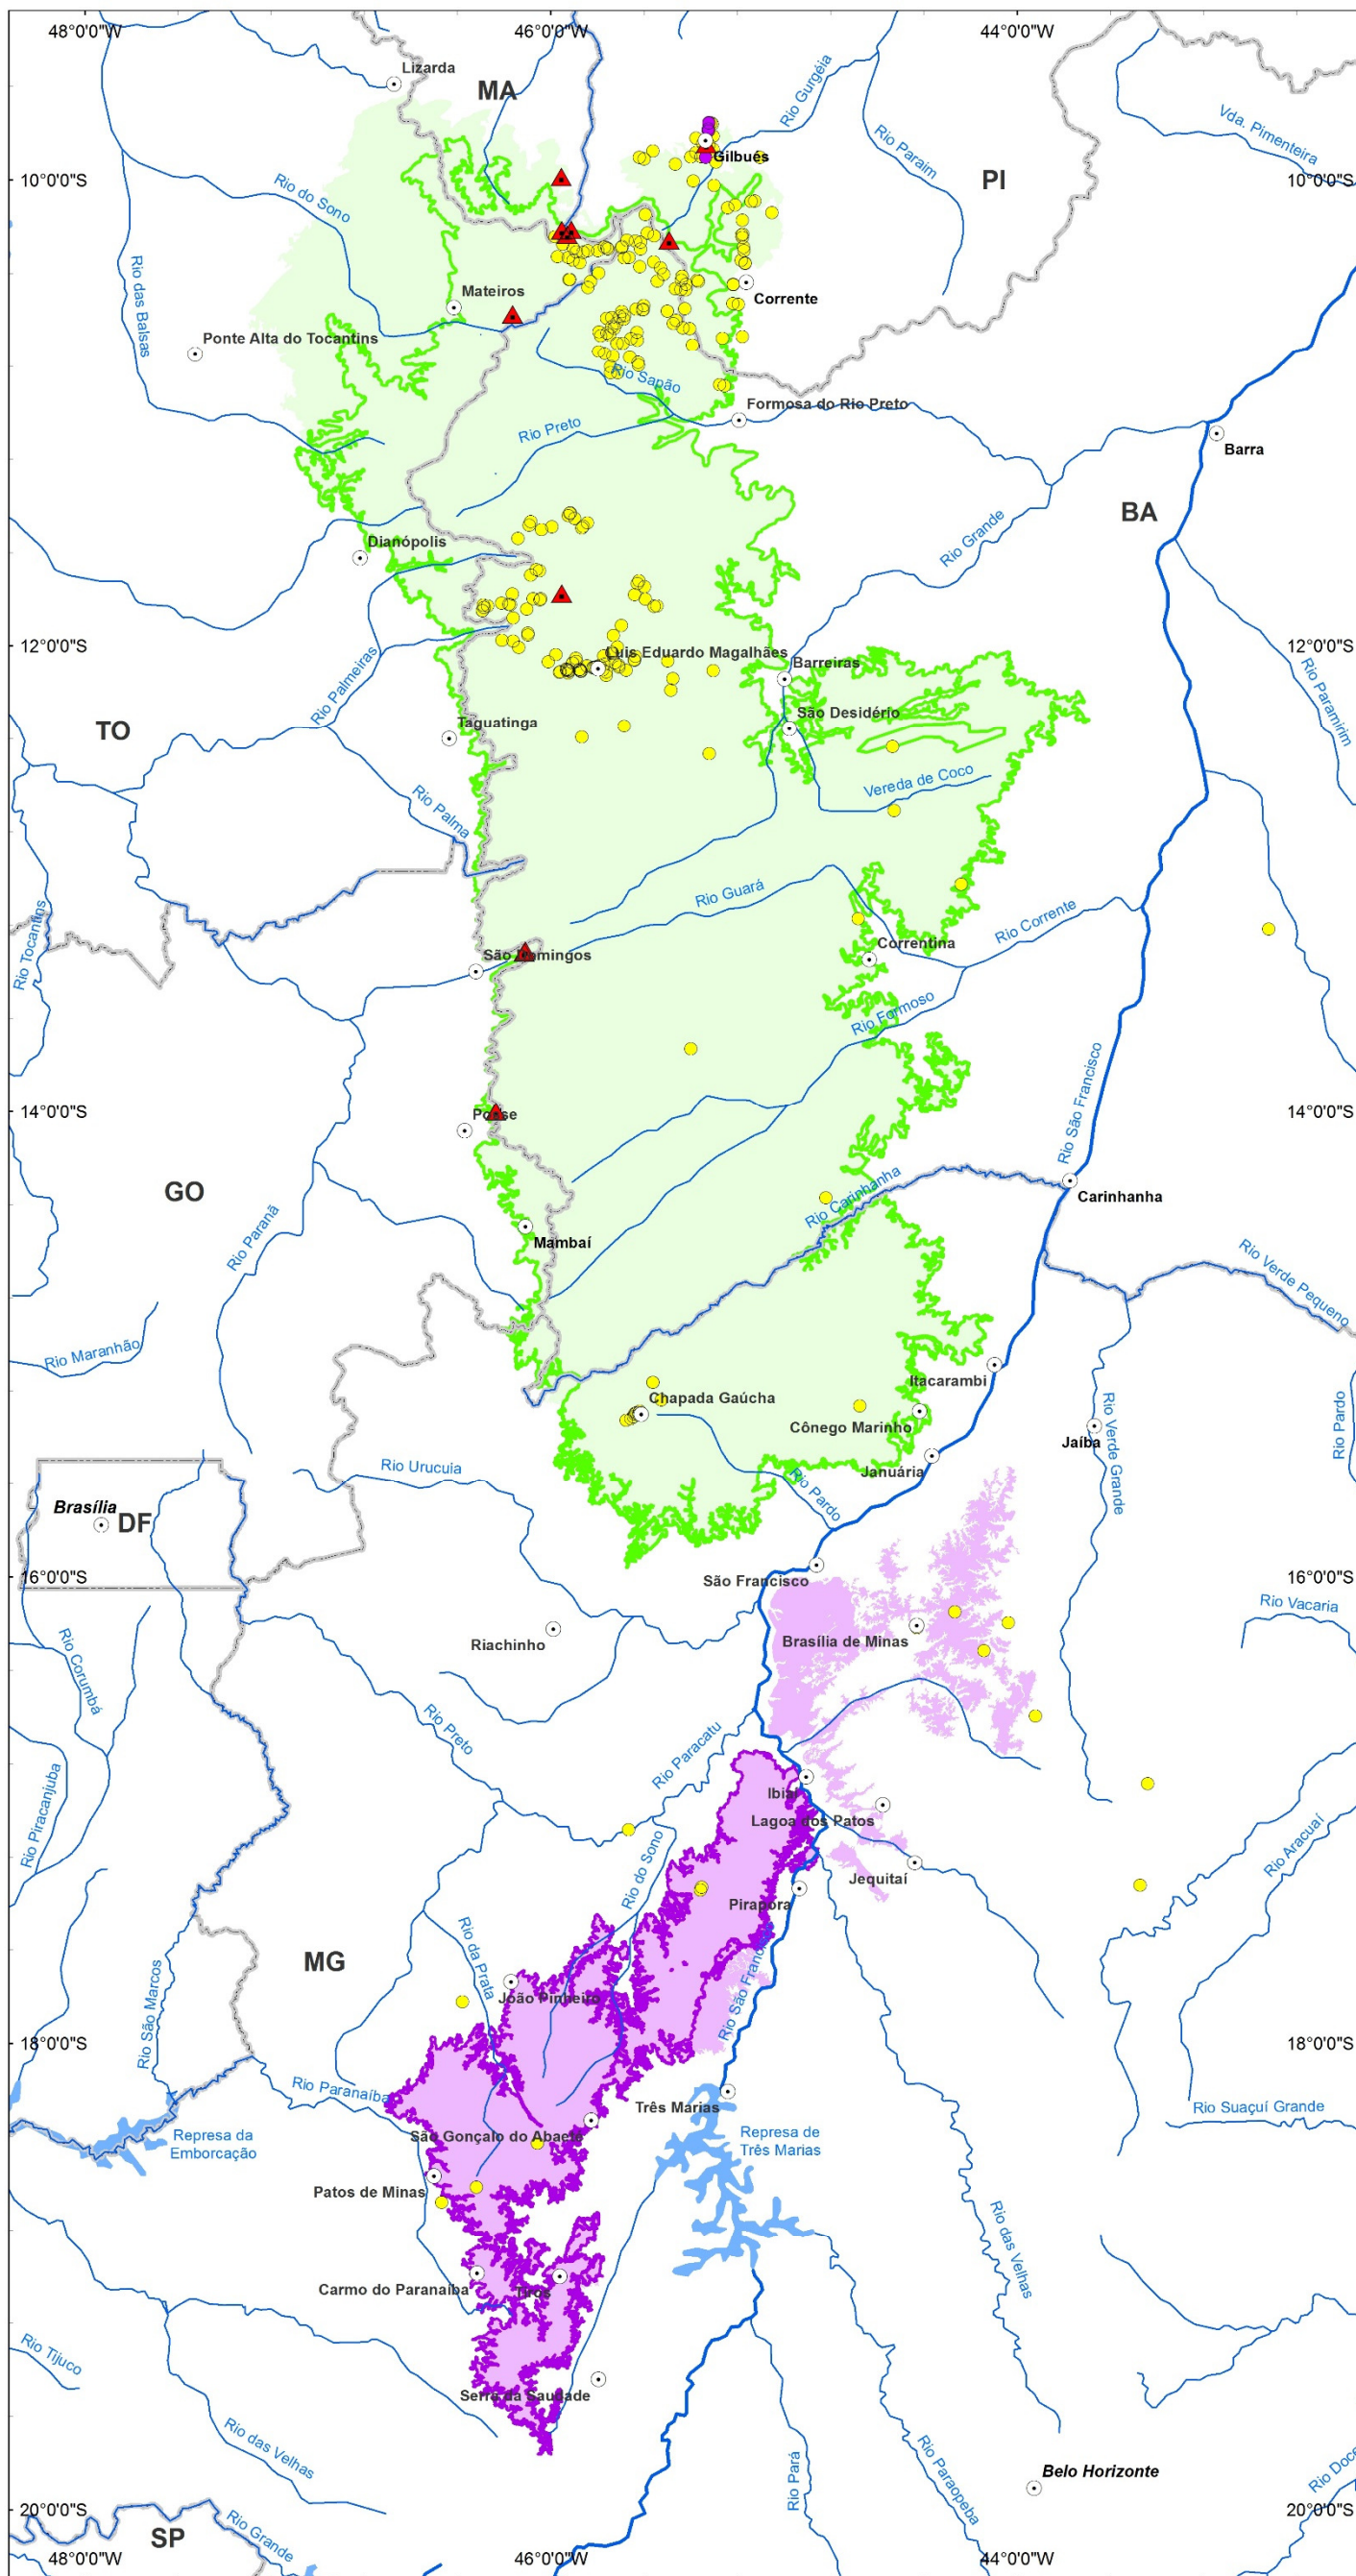 48°0'0"W
46°0'0"W
44°0'0"W
Lizarda
MA
Rio Gurgéia
Rio Paraim
Vda. Pimenteira
Gilbués
10°0'0"S
PI
10°0'0"S
Rio do Sono
Rio das Balsas
Mateiros
Corrente
Ponte Alta do Tocantins
Rio Sapão
Formosa do Rio Preto
Rio Preto
Barra
BA
Rio Grande
Dianópolis
12°0'0"S
Luis Eduardo Magalhães
Barreiras
12°0'0"S
Rio Palmeiras
Rio Paramirim
São Desidério
Taguatinga
TO
Vereda de Coco
Rio Palma
Rio Guará
Rio Corrente
Rio Tocantins
Correntina
São Domingos
Rio Formoso
Rio São Francisco
14°0'0"S
Posse
14°0'0"S
GO
Rio Carinhanha
Carinhanha
Rio Paranã
Mambaí
Rio Verde Pequeno
Rio Maranhão
Itacarambi
Chapada Gaúcha
Cônego Marinho
Rio Verde Grande
Rio Pardo
Jaíba
Rio Urucuia
Januária
Rio Pardo
Brasília
DF
16°0'0"S
São Francisco
16°0'0"S
Rio Vacaria
Riachinho
Brasília de Minas
Rio Corumbá
Rio Preto
Rio Paracatu
Rio Piracanjuba
Ibiaí
Lagoa dos Patos
Rio Aracuaí
Rio do Sono
Jequitaí
Pirapora
Rio da Prata
MG
João Pinheiro
Rio São Francisco
Rio São Marcos
18°0'0"S
18°0'0"S
Rio Paranaíba
Três Marias
Rio Suaçuí Grande
Represa da
Emborcação
São Gonçalo do Abaeté
Represa de
Três Marias
Patos de Minas
Rio das Velhas
Carmo do Paranaíba
Tiros
Rio Tijuco
Serra da Saudade
Rio das Velhas
Rio Pará
Rio Paraopeba
Belo Horizonte
Rio Doce
20°0'0"S
20°0'0"S
SP
Rio Grande
48°0'0"W
46°0'0"W
44°0'0"W